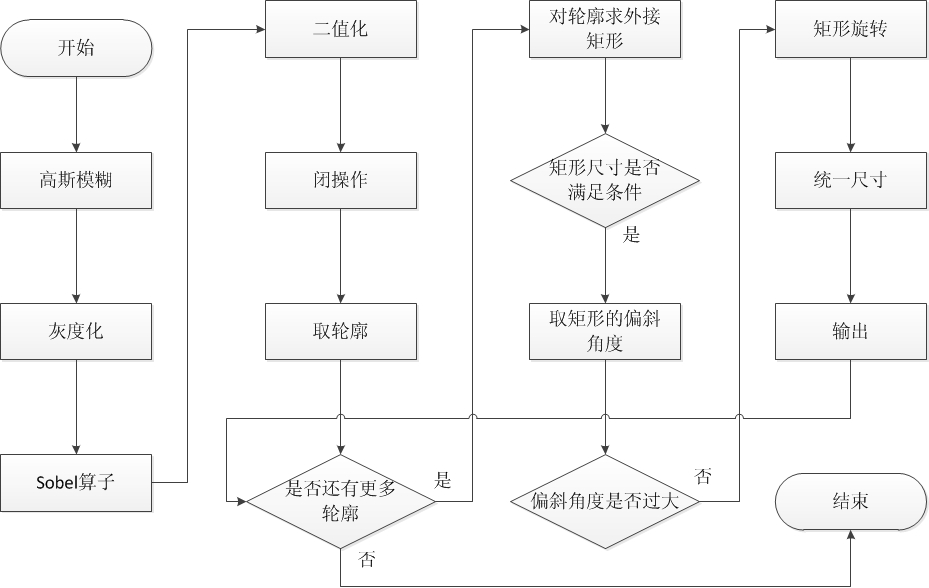 开始
高斯模糊
灰度化
Sobel算子
二值化
闭操作
取轮廓
是否还有更多
轮廓
是
否
对轮廓求外接
矩形
矩形尺寸是否
满足条件
是
取矩形的偏斜
角度
偏斜角度是否过大
否
矩形旋转
统一尺寸
输出
结束